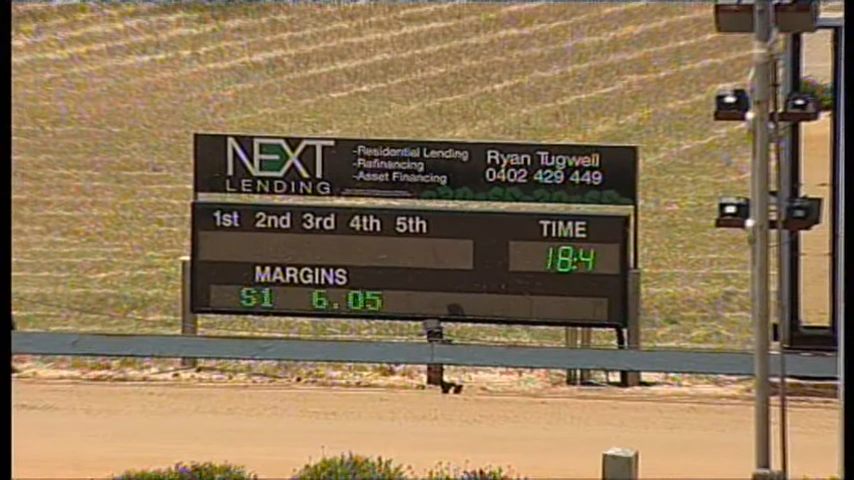 NEXT
LENDING
-Residential Lending
-Rafinancing
-Asset Financing
Ryan Tugwell
0402 429 449
1st 2nd 3rd 4th 5th
TIME
18:4
MARGINS
S1 6.05